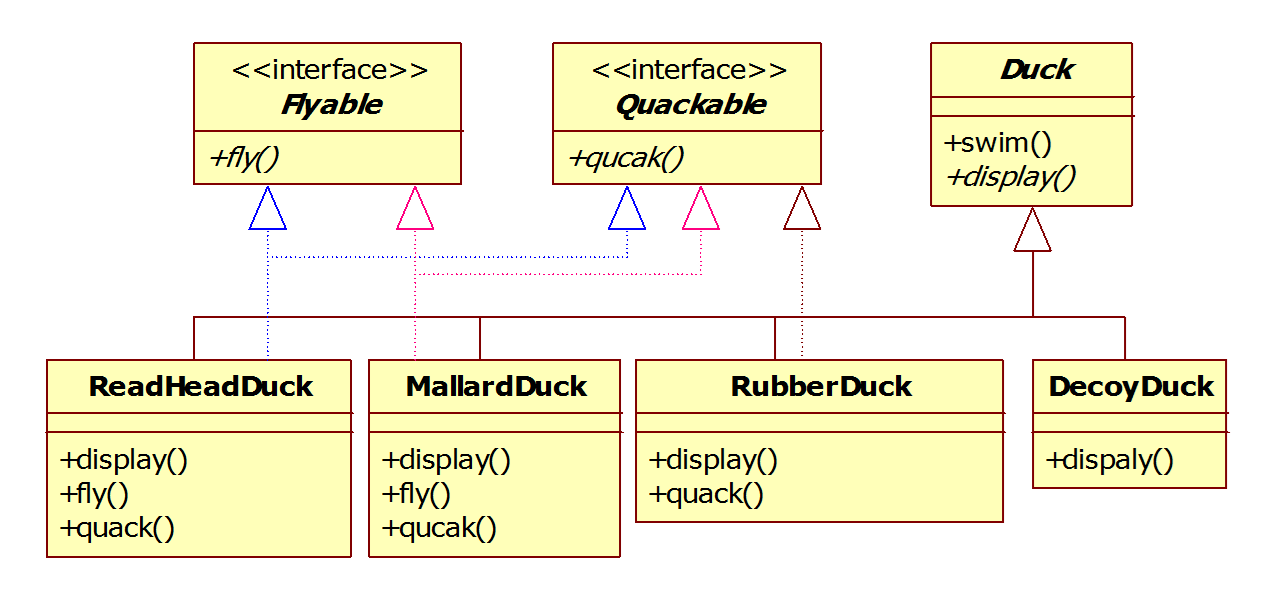 <<interface>>
Flyable
+fly()
<<interface>>
Quackable
+qucak()
Duck
+swim()
+display()
ReadHeadDuck
+display()
+fly()
+quack()
MallardDuck
+display()
+fly()
+qucak()
RubberDuck
+display()
+quack()
DecoyDuck
+dispaly()